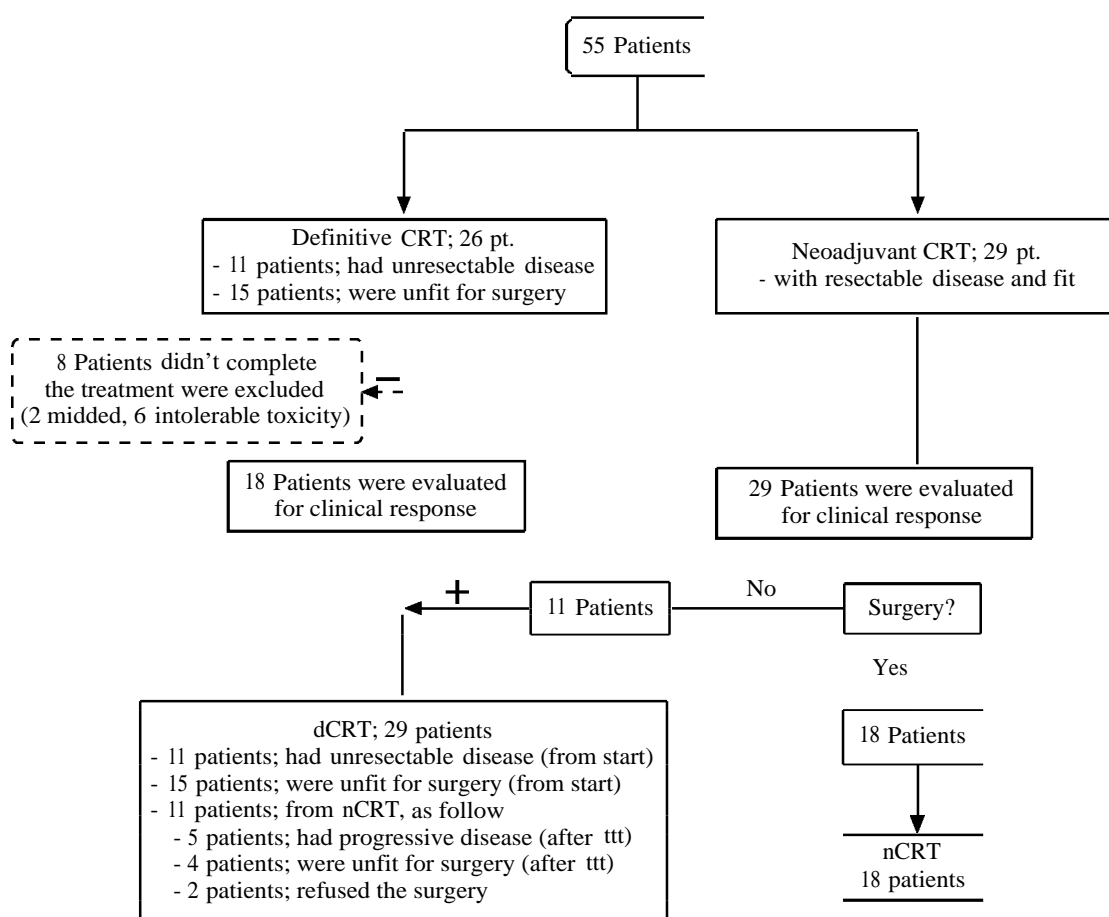 55 Patients
Definitive CRT; 26 pt.
- 11 patients; had unresectable disease
- 15 patients; were unfit for surgery
Neoadjuvant CRT; 29 pt.
- with resectable disease and fit
8 Patients didn't complete
the treatment were excluded
(2 midded, 6 intolerable toxicity)
18 Patients were evaluated
for clinical response
29 Patients were evaluated
for clinical response
+
11 Patients
No
Surgery?
Yes
dCRT; 29 patients
- 11 patients; had unresectable disease (from start)
- 15 patients; were unfit for surgery (from start)
- 11 patients; from nCRT, as follow
- 5 patients; had progressive disease (after ttt)
- 4 patients; were unfit for surgery (after ttt)
- 2 patients; refused the surgery
18 Patients
nCRT
18 patients